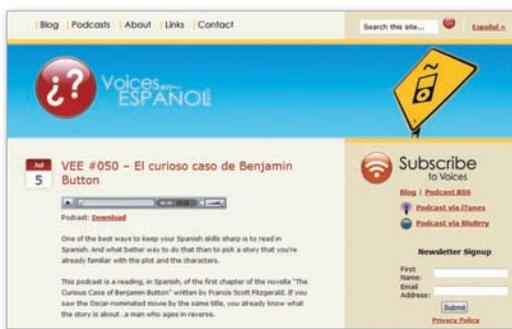 Blog | Podcasts | About | Links | Contact
Search this site...
Español »
¿?
Voices en
ESPAÑOL
Jul
5
VEE #050 – El curioso caso de Benjamin
Button
Podcast: Download
One of the best ways to keep your Spanish skills sharp is to read in
Spanish. And what better way to do that than to pick a story that you're
already familiar with the plot and the characters.
This podcast is a reading, in Spanish, of the first chapter of the novella "The
Curious Case of Benjamin Button" written by Francis Scott Fitzgerald. If you
saw the Oscar-nominated movie by the same title, you already know what
the story is about...a man who ages in reverse.
Subscribe
to Voices
Blog | Podcast RSS
Podcast via iTunes
Podcast via BluBrry
Newsletter Signup
First
Name:
Email
Address:
Submit
Privacy Policy